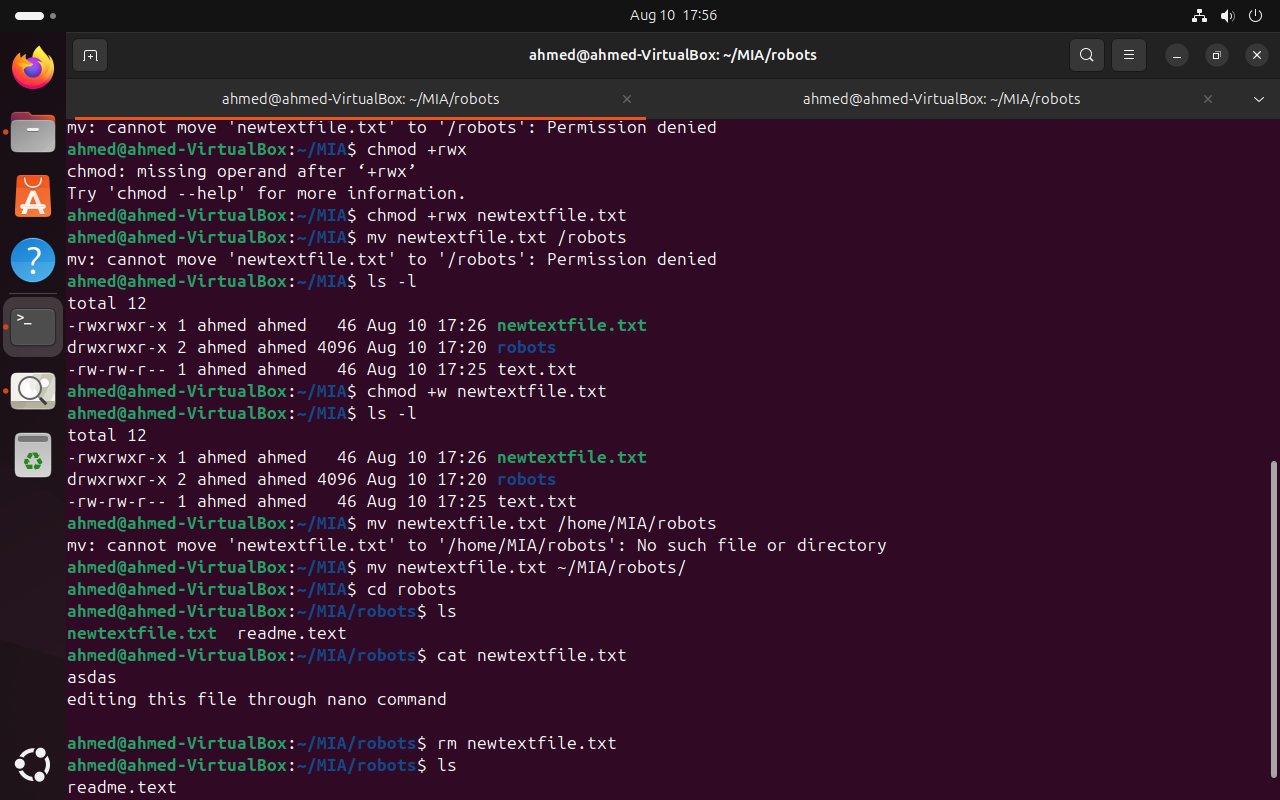 Aug 10 17:56
ahmed@ahmed-VirtualBox: ~/MIA/robots
ahmed@ahmed-VirtualBox: ~/MIA/robots
ahmed@ahmed-VirtualBox: ~/MIA/robots
mv: cannot move 'newtextfile.txt' to '/robots': Permission denied
ahmed@ahmed-VirtualBox:~/MIA$ chmod +rwx
chmod: missing operand after ‘+rwx’
Try 'chmod --help' for more information.
ahmed@ahmed-VirtualBox:~/MIA$ chmod +rwx newtextfile.txt
ahmed@ahmed-VirtualBox:~/MIA$ mv newtextfile.txt /robots
mv: cannot move 'newtextfile.txt' to '/robots': Permission denied
ahmed@ahmed-VirtualBox:~/MIA$ ls -l
total 12
-rwxrwxr-x 1 ahmed ahmed   46 Aug 10 17:26 newtextfile.txt
drwxrwxr-x 2 ahmed ahmed 4096 Aug 10 17:20 robots
-rw-rw-r-- 1 ahmed ahmed   46 Aug 10 17:25 text.txt
ahmed@ahmed-VirtualBox:~/MIA$ chmod +w newtextfile.txt
ahmed@ahmed-VirtualBox:~/MIA$ ls -l
total 12
-rwxrwxr-x 1 ahmed ahmed   46 Aug 10 17:26 newtextfile.txt
drwxrwxr-x 2 ahmed ahmed 4096 Aug 10 17:20 robots
-rw-rw-r-- 1 ahmed ahmed   46 Aug 10 17:25 text.txt
ahmed@ahmed-VirtualBox:~/MIA$ mv newtextfile.txt /home/MIA/robots
mv: cannot move 'newtextfile.txt' to '/home/MIA/robots': No such file or directory
ahmed@ahmed-VirtualBox:~/MIA$ mv newtextfile.txt ~/MIA/robots/
ahmed@ahmed-VirtualBox:~/MIA$ cd robots
ahmed@ahmed-VirtualBox:~/MIA/robots$ ls
newtextfile.txt  readme.text
ahmed@ahmed-VirtualBox:~/MIA/robots$ cat newtextfile.txt
asdas
editing this file through nano command
ahmed@ahmed-VirtualBox:~/MIA/robots$ rm newtextfile.txt
ahmed@ahmed-VirtualBox:~/MIA/robots$ ls
readme.text